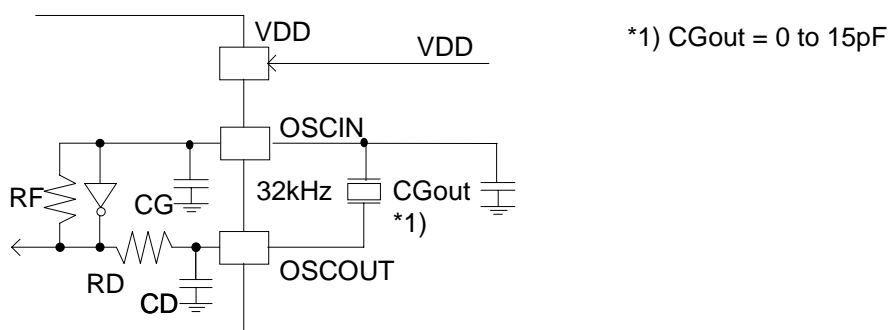 VDD
VDD
*1) CGout = 0 to 15pF
OSCIN
RF
CG
32kHz
CGout
*1)
RD
OSCOUT
CD